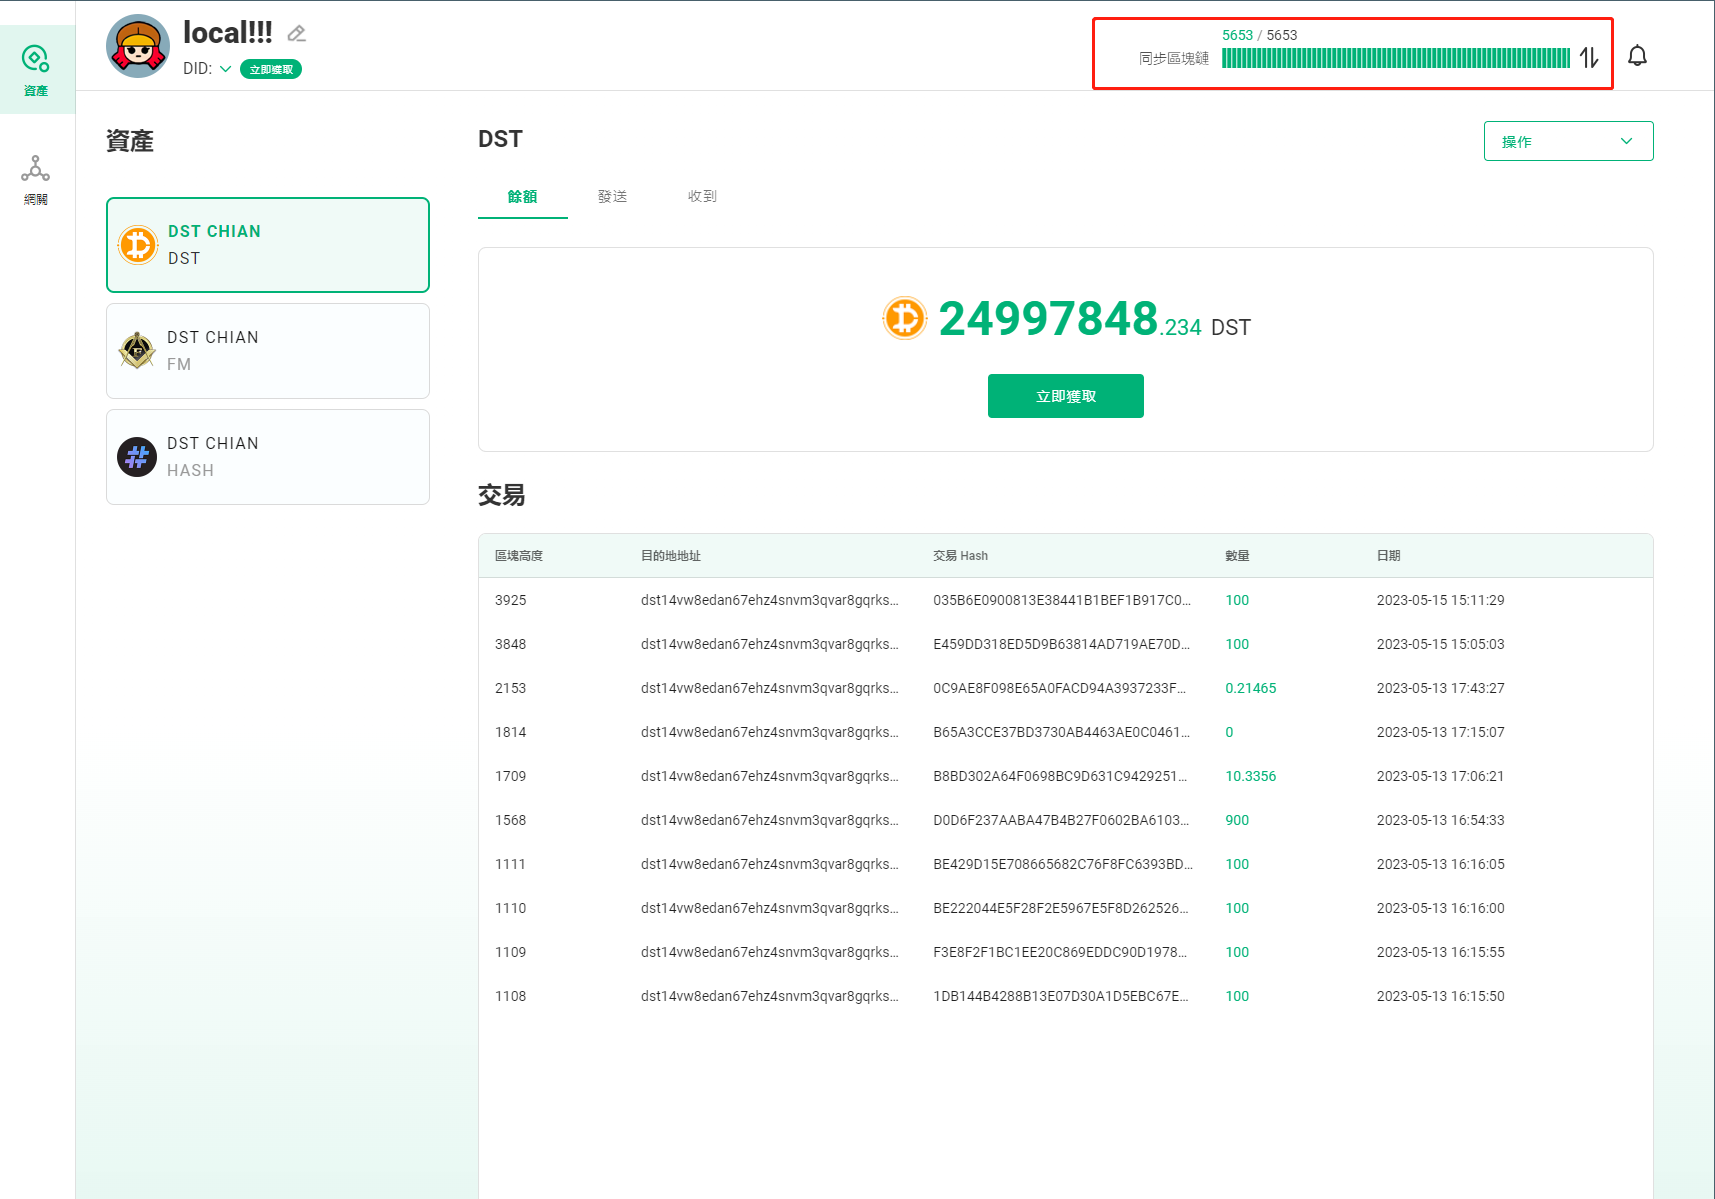 local!!!
DID:
立即獲取
5653 / 5653
同步區塊鏈
資產
網關
資產
DST CHIAN
DST
DST CHIAN
FM
DST CHIAN
HASH
DST
操作
餘額 發送 收到
24997848.234 DST
立即獲取
交易
區塊高度 目的地地址 交易 Hash 數量 日期
3925 dst14vw8edan67ehz4snvm3qvar8gqrks... 035B6E0900813E38441B1BEF1B917C0... 100 2023-05-15 15:11:29
3848 dst14vw8edan67ehz4snvm3qvar8gqrks... E459DD318ED5D9B63814AD719AE70D... 100 2023-05-15 15:05:03
2153 dst14vw8edan67ehz4snvm3qvar8gqrks... 0C9AE8F098E65A0FACD94A3937233F... 0.21465 2023-05-13 17:43:27
1814 dst14vw8edan67ehz4snvm3qvar8gqrks... B65A3CCE37BD3730AB4463AE0C0461... 0 2023-05-13 17:15:07
1709 dst14vw8edan67ehz4snvm3qvar8gqrks... B8BD302A64F0698BC9D631C9429251... 10.3356 2023-05-13 17:06:21
1568 dst14vw8edan67ehz4snvm3qvar8gqrks... D0D6F237AABA47B4B27F0602BA6103... 900 2023-05-13 16:54:33
1111 dst14vw8edan67ehz4snvm3qvar8gqrks... BE429D15E708665682C76F8FC6393BD... 100 2023-05-13 16:16:05
1110 dst14vw8edan67ehz4snvm3qvar8gqrks... BE222044E5F28F2E5967E5F8D262526... 100 2023-05-13 16:16:00
1109 dst14vw8edan67ehz4snvm3qvar8gqrks... F3E8F2F1BC1EE20C869EDDC90D1978... 100 2023-05-13 16:15:55
1108 dst14vw8edan67ehz4snvm3qvar8gqrks... 1DB144B4288B13E07D30A1D5EBC67E... 100 2023-05-13 16:15:50